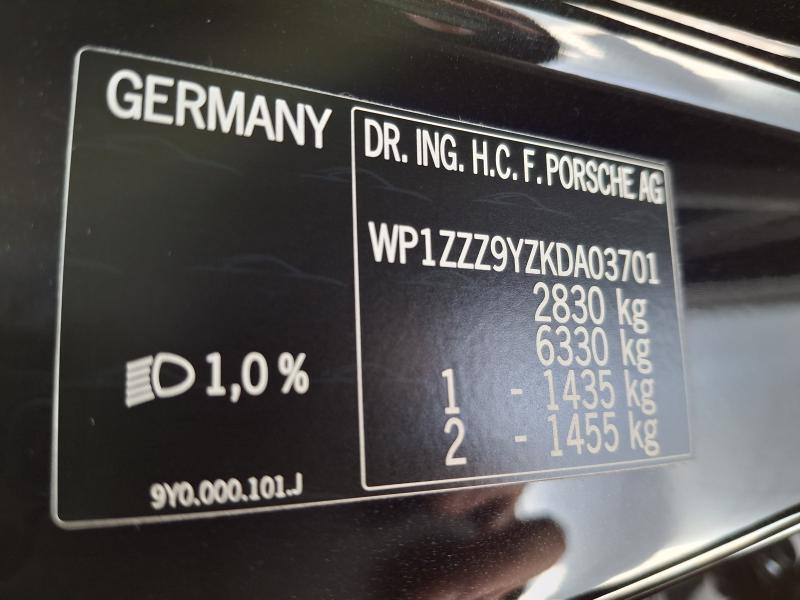 GERMANY
DR. ING. H.C. F. PORSCHE AG
WP1ZZZ9YZKDA03701
2830 kg
6330 kg
1 - 1435 kg
2 - 1455 kg
1,0 %
9Y0.000.101.J